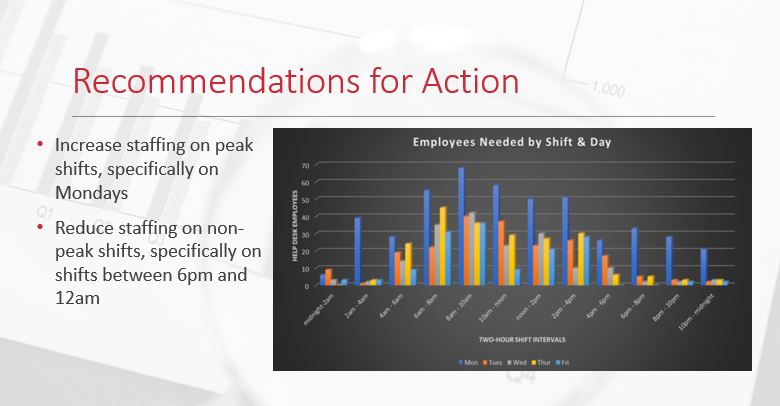 Recommendations for Action
1.000
• Increase staffing on peak
shifts, specifically on
Mondays
• Reduce staffing on non-
peak shifts, specifically on
shifts between 6pm and
12am
Q1
Q2
Q3
Q4
Employees Needed by Shift & Day
HELP DESK EMPLOYEES
70
60
50
40
30
20
10
0
midnight-2am
2am - 4am
4am - 6am
6am - 8am
8am - 10am
10am - noon
noon - 2pm
2pm - 4pm
4pm - 6pm
6pm - 8pm
8pm - 10pm
10pm - midnight
TWO-HOUR SHIFT INTERVALS
Mon Tues Wed Thur Fri